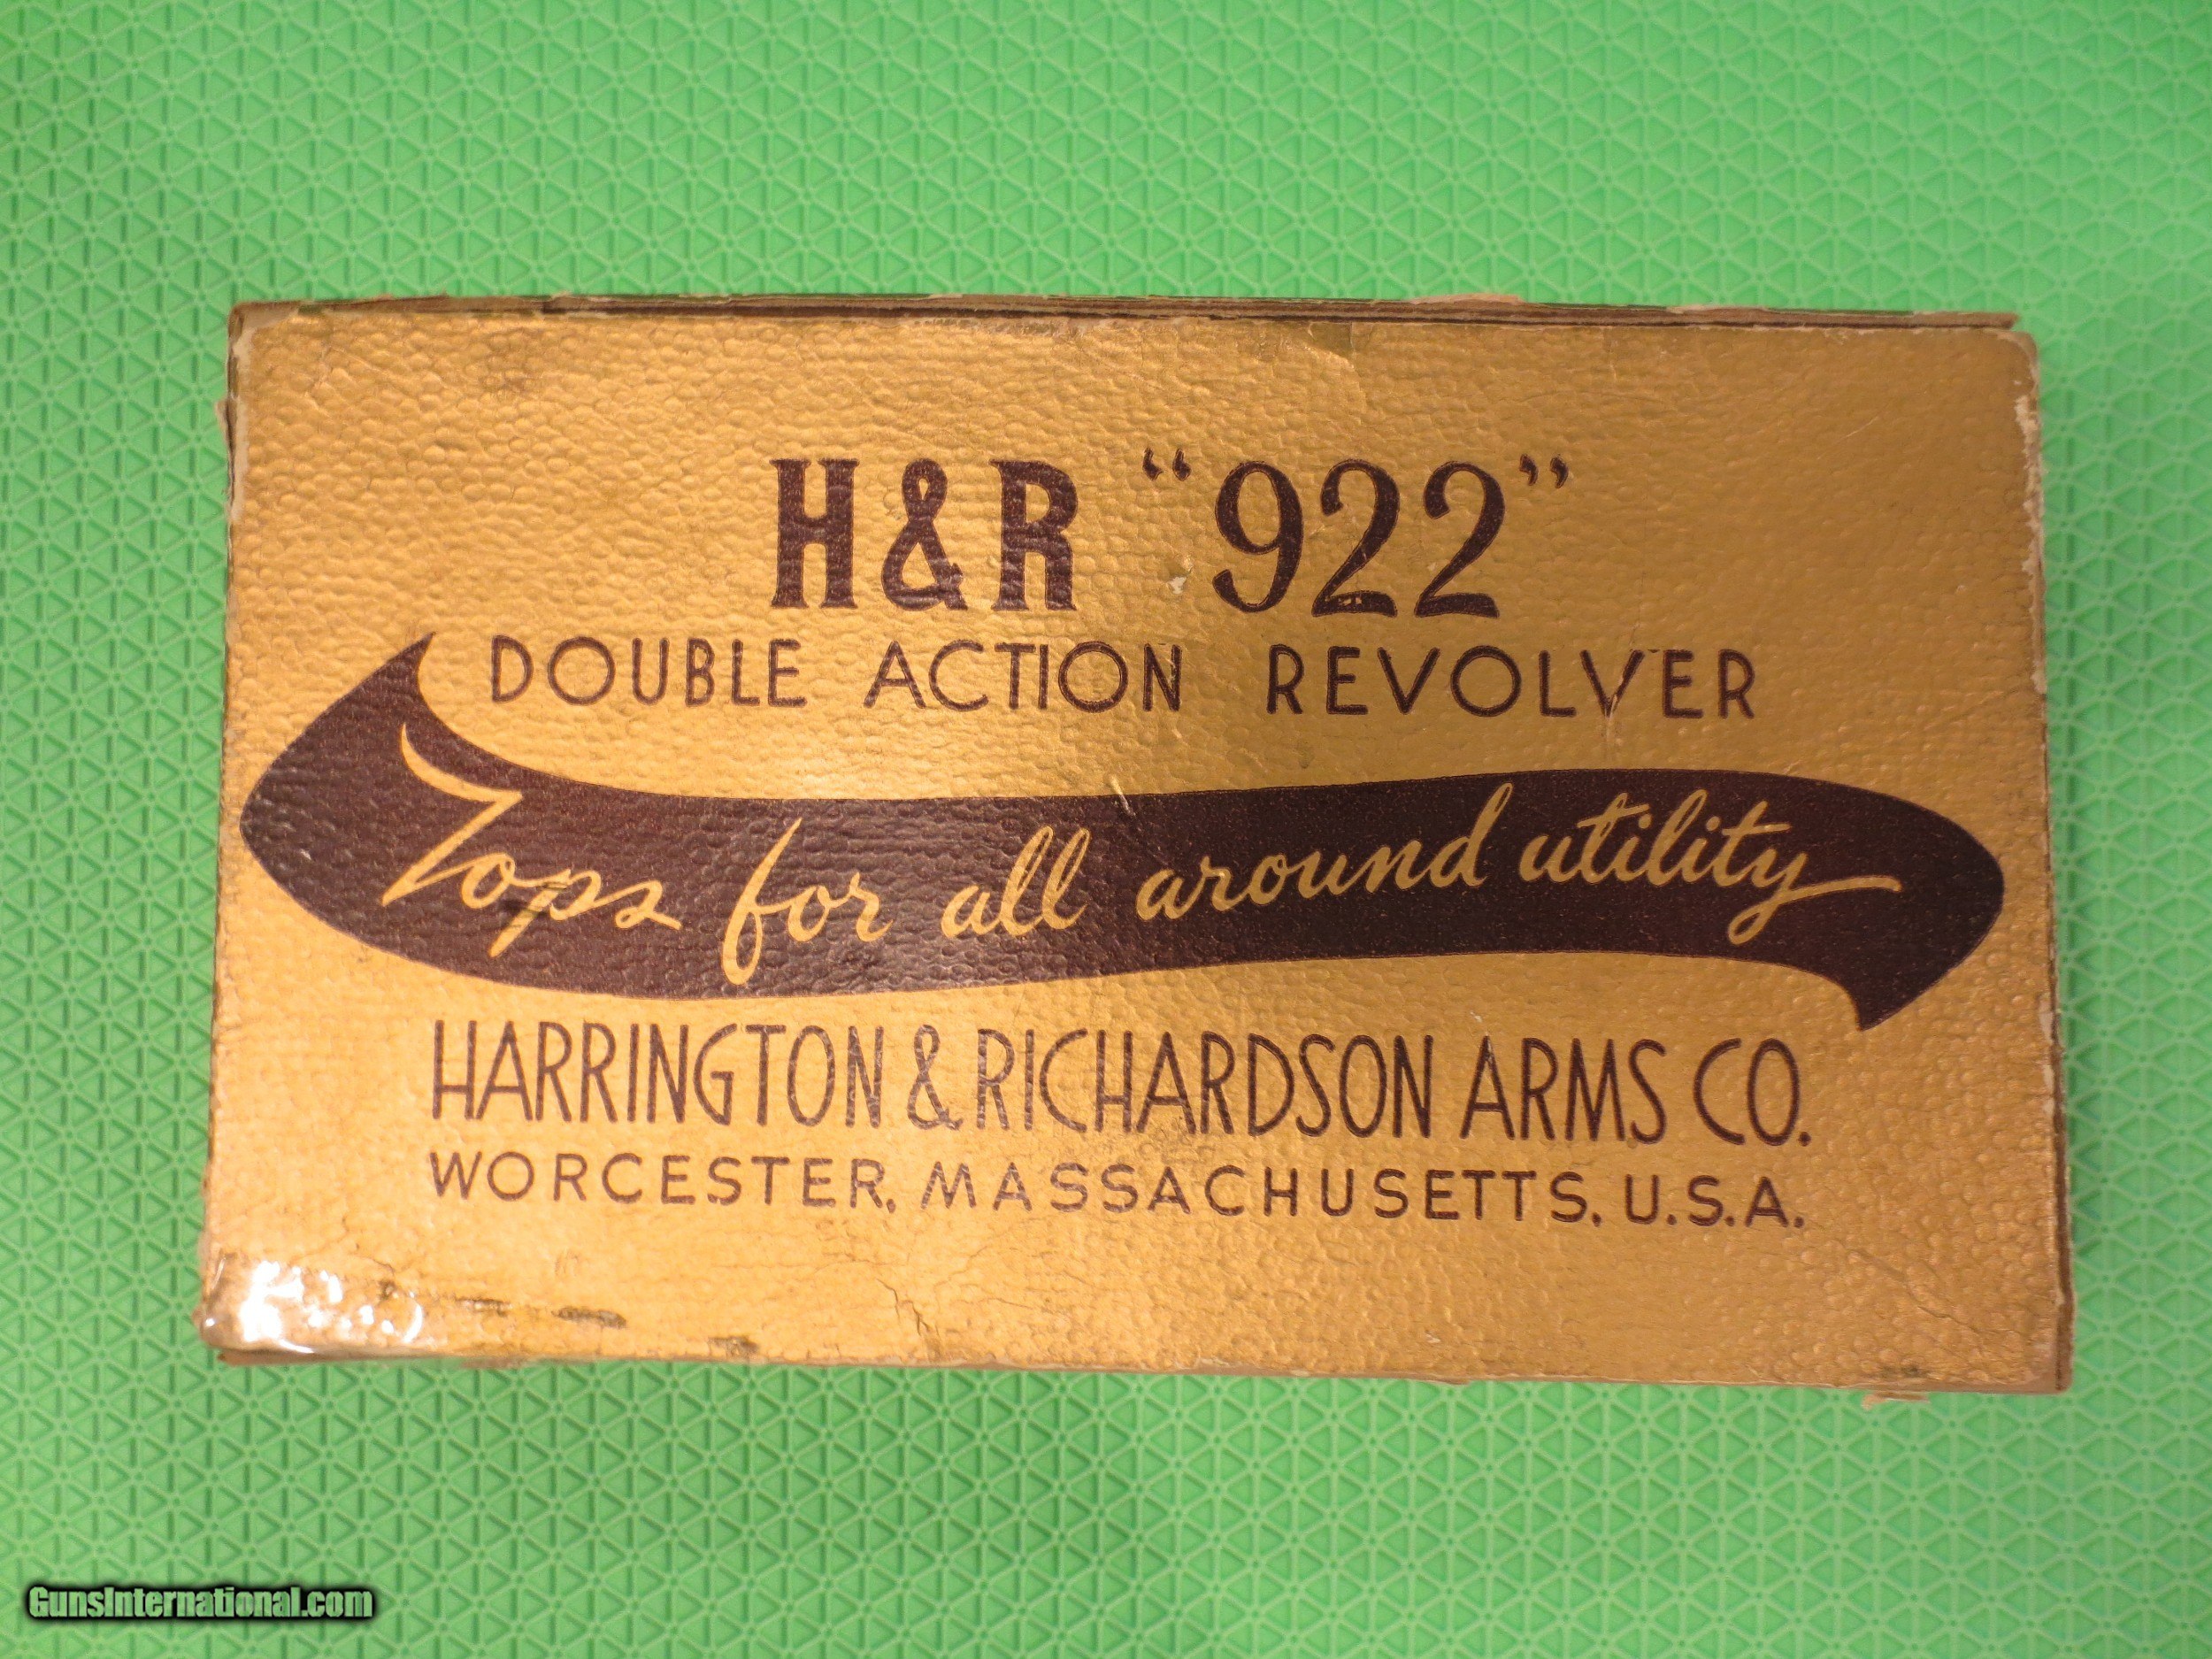 H&R “922”
DOUBLE ACTION REVOLVER
Tops for all around utility
HARRINGTON & RICHARDSON ARMS CO.
WORCESTER, MASSACHUSETTS, U.S.A.
GunsInternational.com